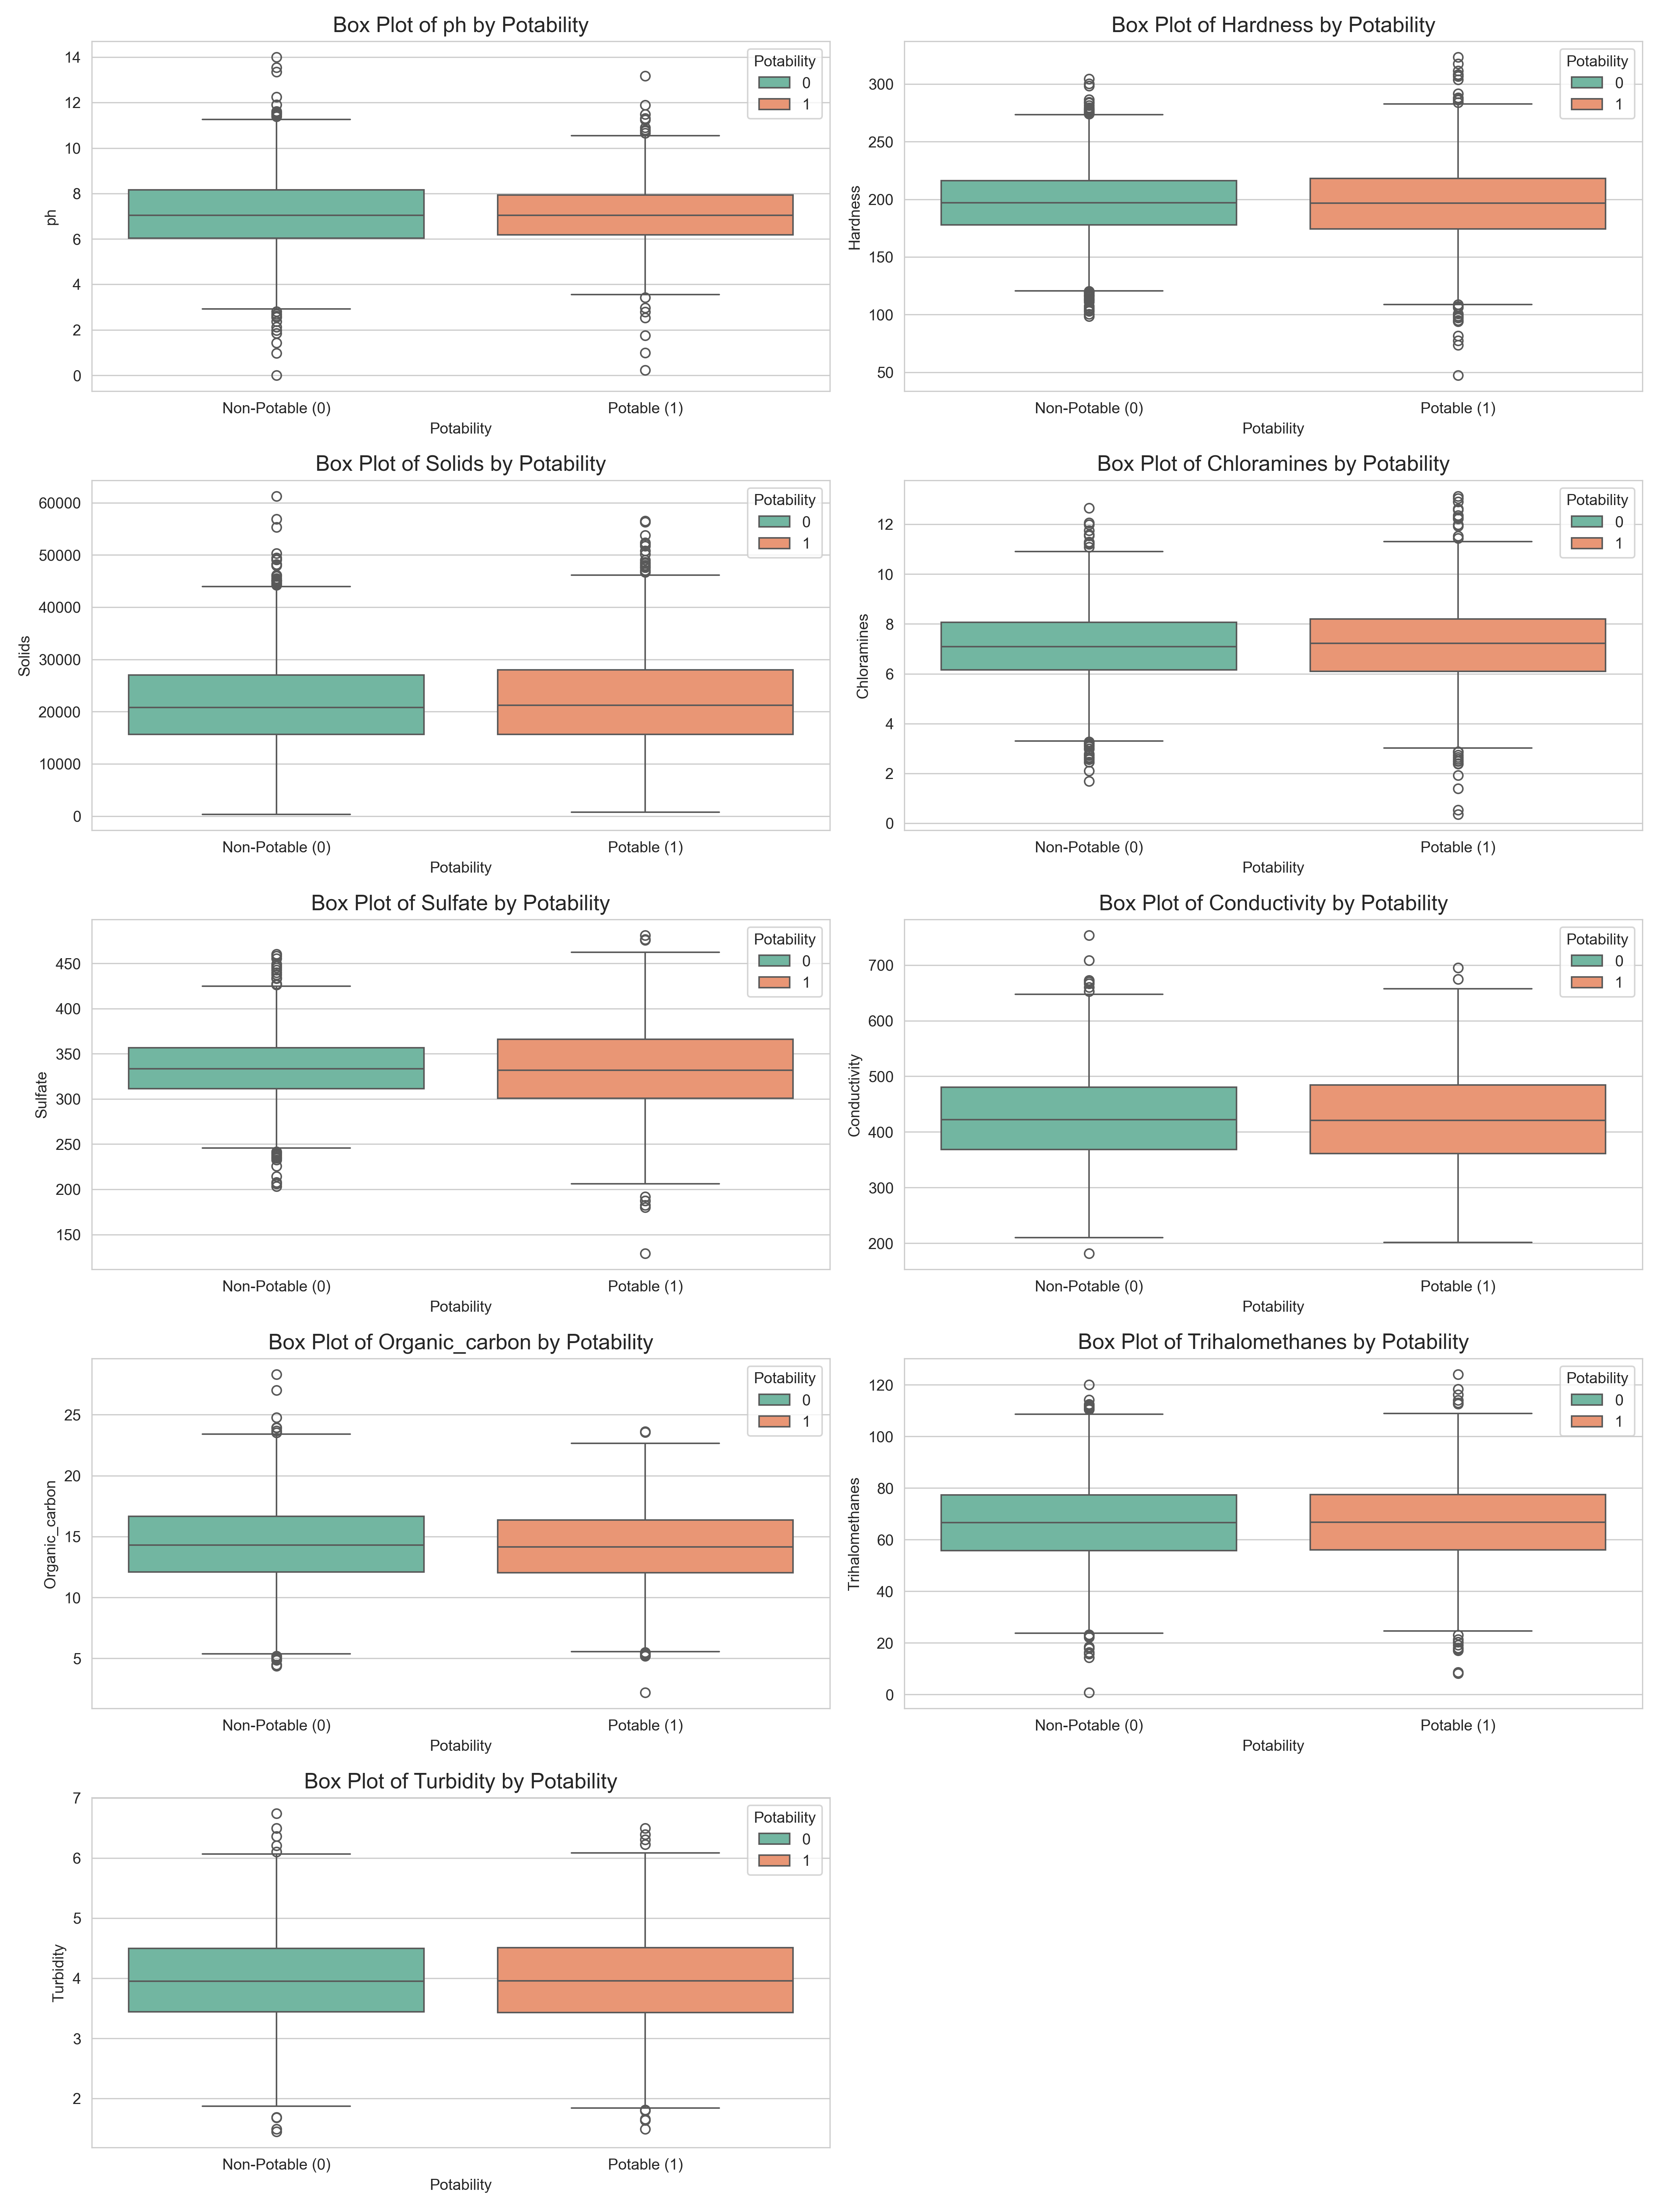 Box Plot of ph by Potability
Potability
0
1
14
12
10
8
6
4
2
0
ph
Non-Potable (0)
Potable (1)
Potability
Box Plot of Hardness by Potability
Potability
0
1
300
250
200
150
100
50
Hardness
Non-Potable (0)
Potable (1)
Potability
Box Plot of Solids by Potability
Potability
0
1
60000
50000
40000
30000
20000
10000
0
Solids
Non-Potable (0)
Potable (1)
Potability
Box Plot of Chloramines by Potability
Potability
0
1
12
10
8
6
4
2
0
Chloramines
Non-Potable (0)
Potable (1)
Potability
Box Plot of Sulfate by Potability
Potability
0
1
450
400
350
300
250
200
150
Sulfate
Non-Potable (0)
Potable (1)
Potability
Box Plot of Conductivity by Potability
Potability
0
1
700
600
500
400
300
200
Conductivity
Non-Potable (0)
Potable (1)
Potability
Box Plot of Organic_carbon by Potability
Potability
0
1
25
20
15
10
5
Organic_carbon
Non-Potable (0)
Potable (1)
Potability
Box Plot of Trihalomethanes by Potability
Potability
0
1
120
100
80
60
40
20
0
Trihalomethanes
Non-Potable (0)
Potable (1)
Potability
Box Plot of Turbidity by Potability
Potability
0
1
7
6
5
4
3
2
Turbidity
Non-Potable (0)
Potable (1)
Potability